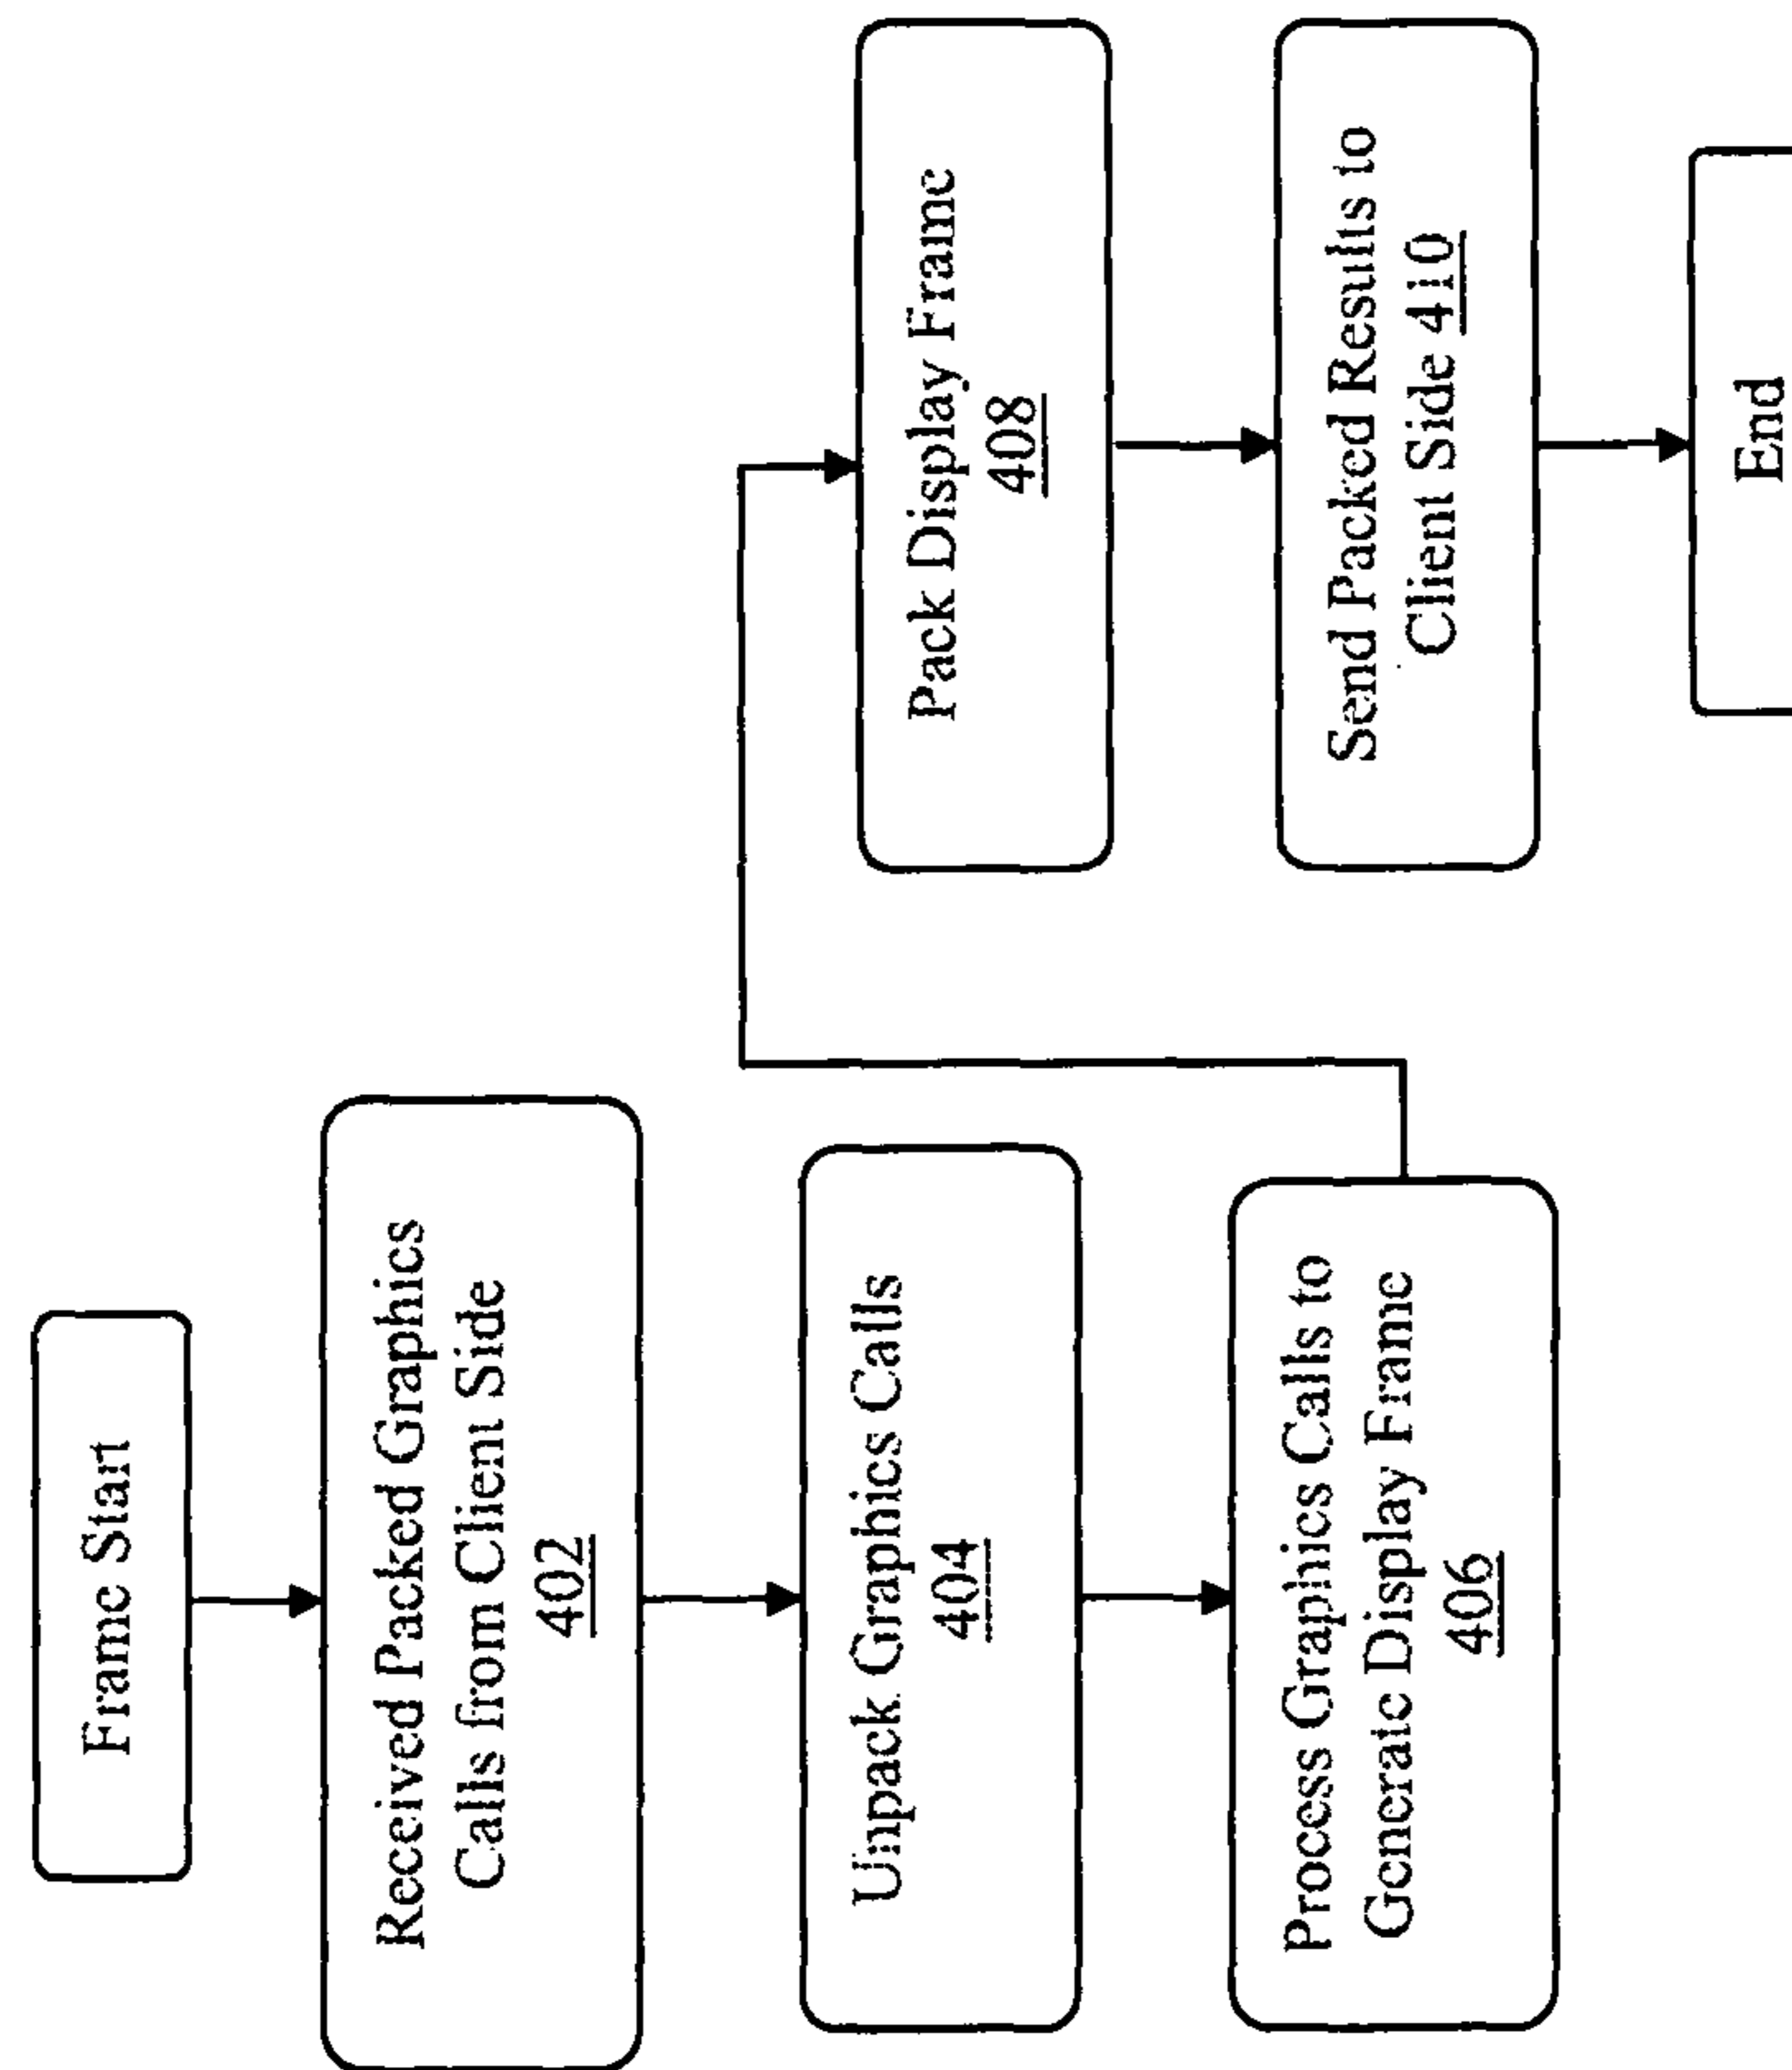 Frame Start
Received Packed Graphics
Calls from Client Side
402
Unpack Graphics Calls
404
Process Graphics Calls to
Generate Display Frame
406
Pack Display Frame
408
Send Packed Results to
Client Side 410
End